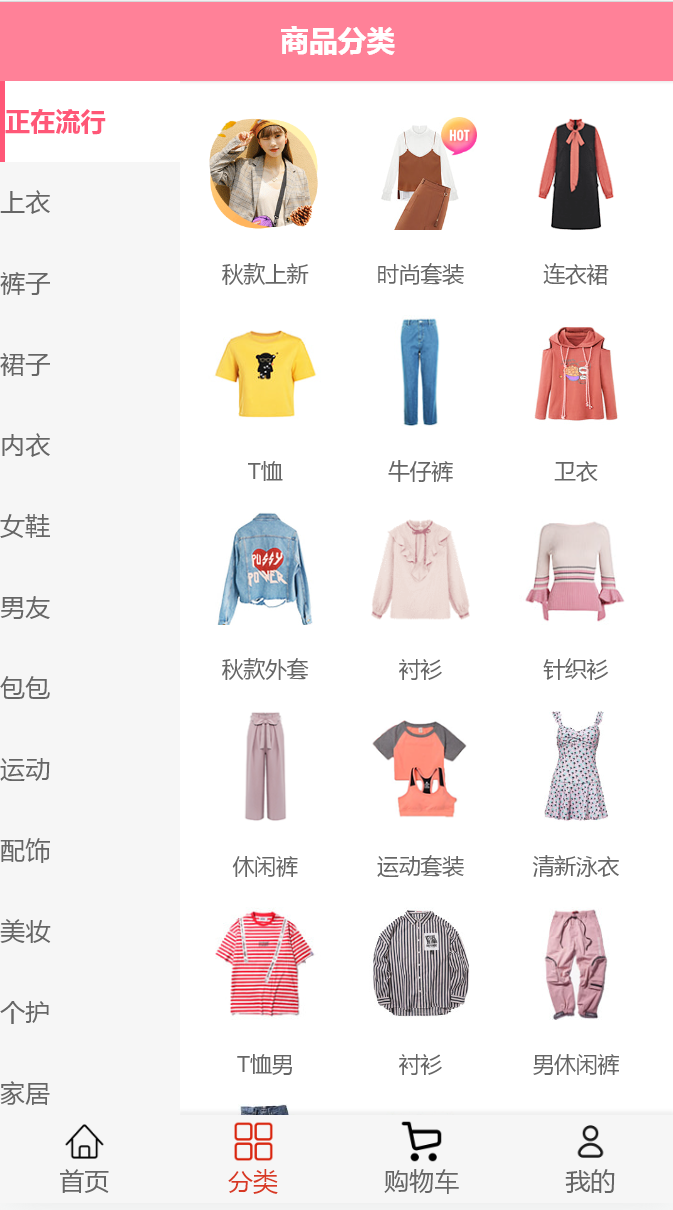 商品分类
正在流行
上衣
裤子
裙子
内衣
女鞋
男友
包包
运动
配饰
美妆
个护
家居
HOT
秋款上新
时尚套装
连衣裙
T恤
牛仔裤
卫衣
PUSSY
POWER
秋款外套
衬衫
针织衫
休闲裤
运动套装
清新泳衣
T恤男
衬衫
男休闲裤
首页
分类
购物车
我的